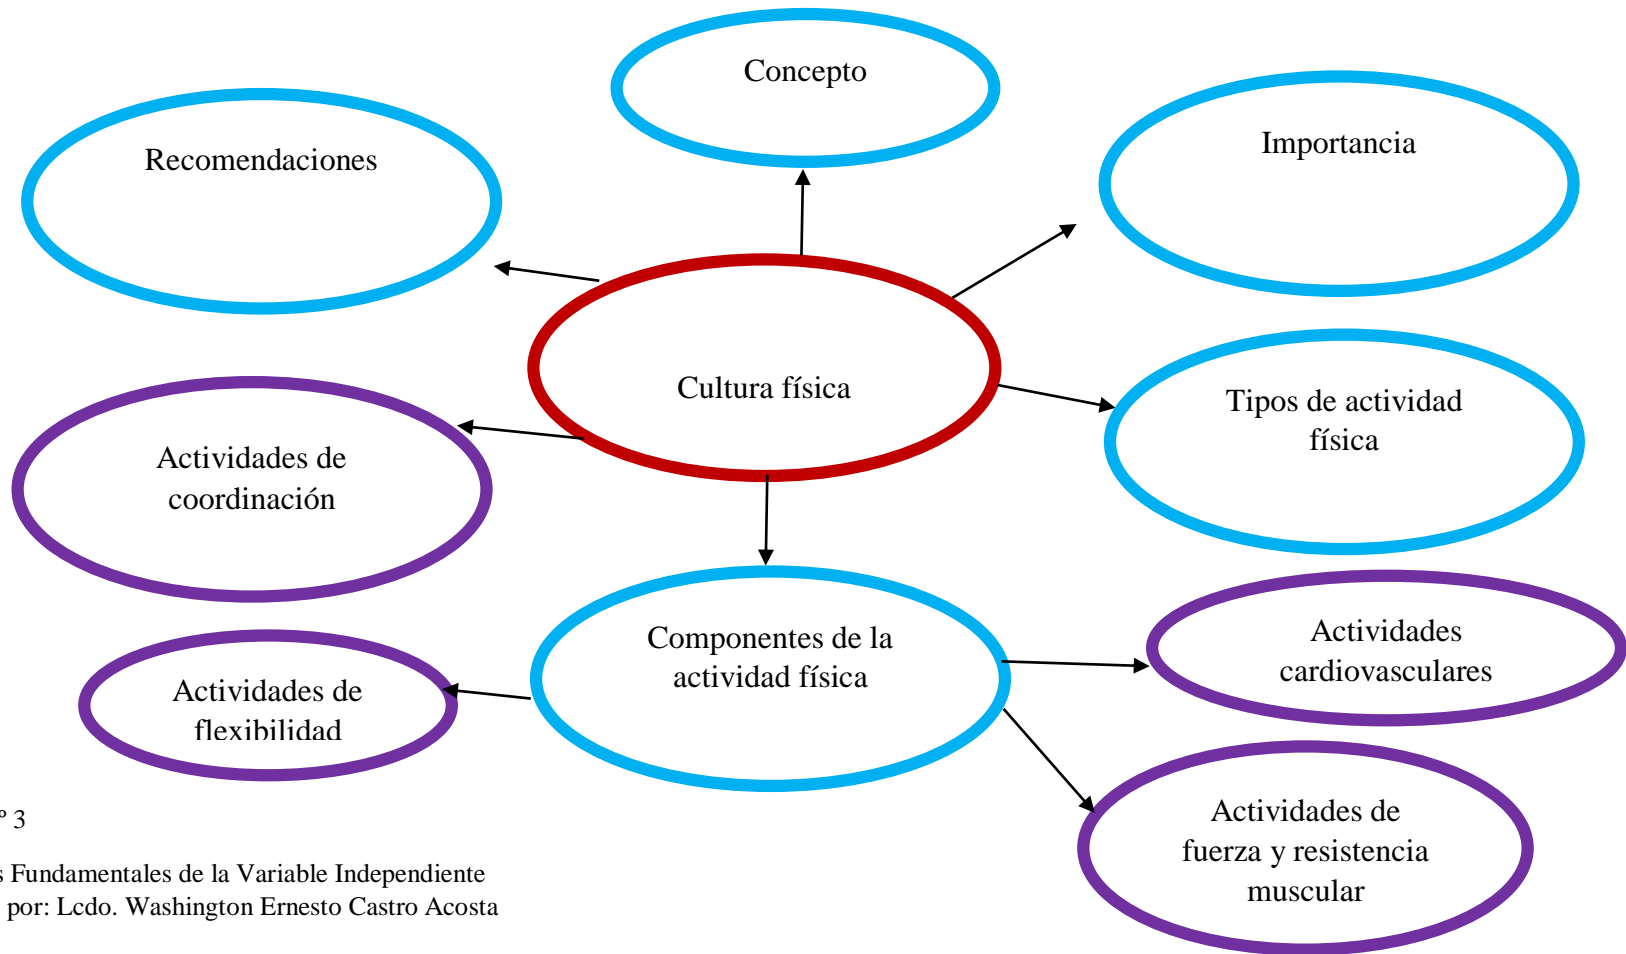 Concepto
Recomendaciones
Importancia
Cultura física
Tipos de actividad
física
Actividades de
coordinación
Componentes de la
actividad física
Actividades
cardiovasculares
Actividades de
flexibilidad
Actividades de
fuerza y resistencia
muscular
º 3
s Fundamentales de la Variable Independiente
por: Lcdo. Washington Ernesto Castro Acosta